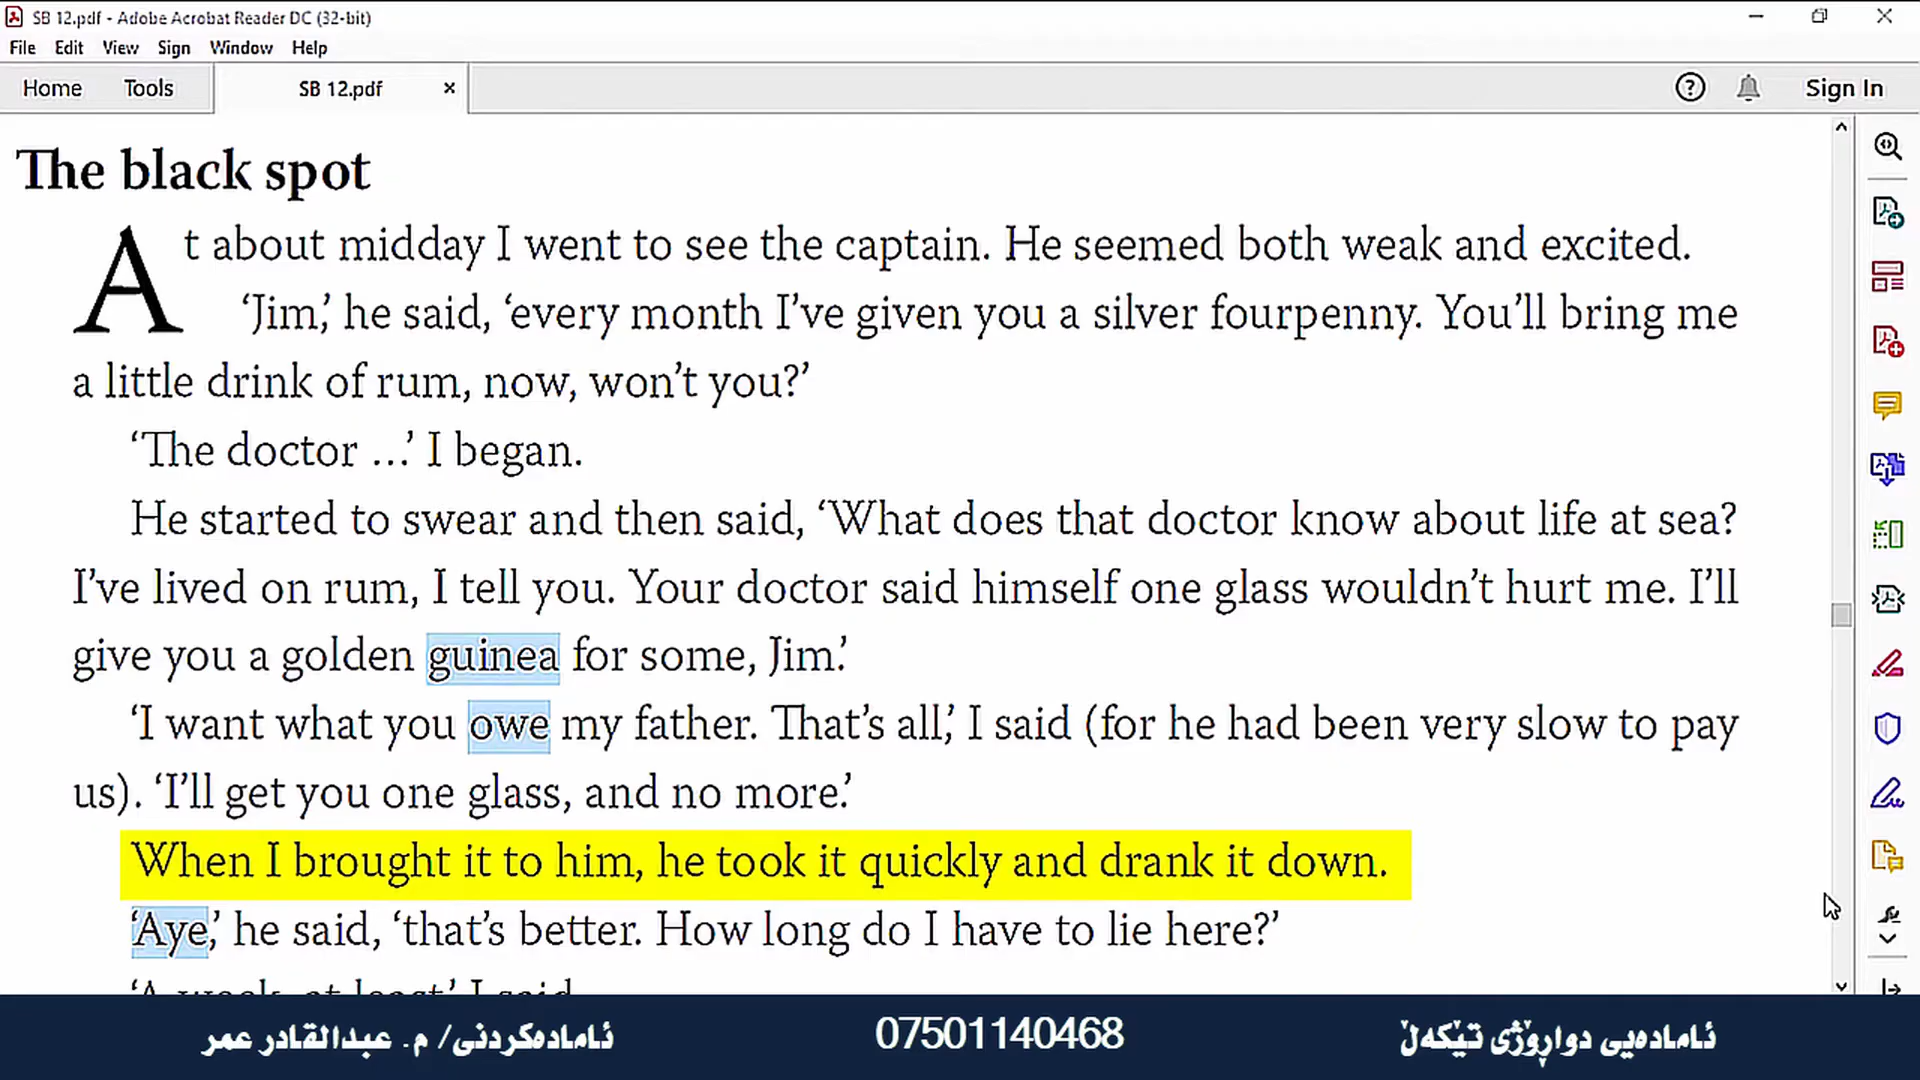 SB 12.pdf - Adobe Acrobat Reader DC (32-bit)
File Edit View Sign Window Help
Home Tools SB 12.pdf × Sign In
The black spot
At about midday I went to see the captain. He seemed both weak and excited.
‘Jim,’ he said, ‘every month I’ve given you a silver fourpenny. You’ll bring me
a little drink of rum, now, won’t you?’
‘The doctor …’ I began.
He started to swear and then said, ‘What does that doctor know about life at sea?
I’ve lived on rum, I tell you. Your doctor said himself one glass wouldn’t hurt me. I’ll
give you a golden guinea for some, Jim.’
‘I want what you owe my father. That’s all,’ I said (for he had been very slow to pay
us). ‘I’ll get you one glass, and no more.’
When I brought it to him, he took it quickly and drank it down.
‘Aye,’ he said, ‘that’s better. How long do I have to lie here?’
‘A week, at least,’ I said
ئامادەیی دواڕۆژی تێکەڵ 07501140468 ئامادەکردنی/ م. عبدالقادر عمر